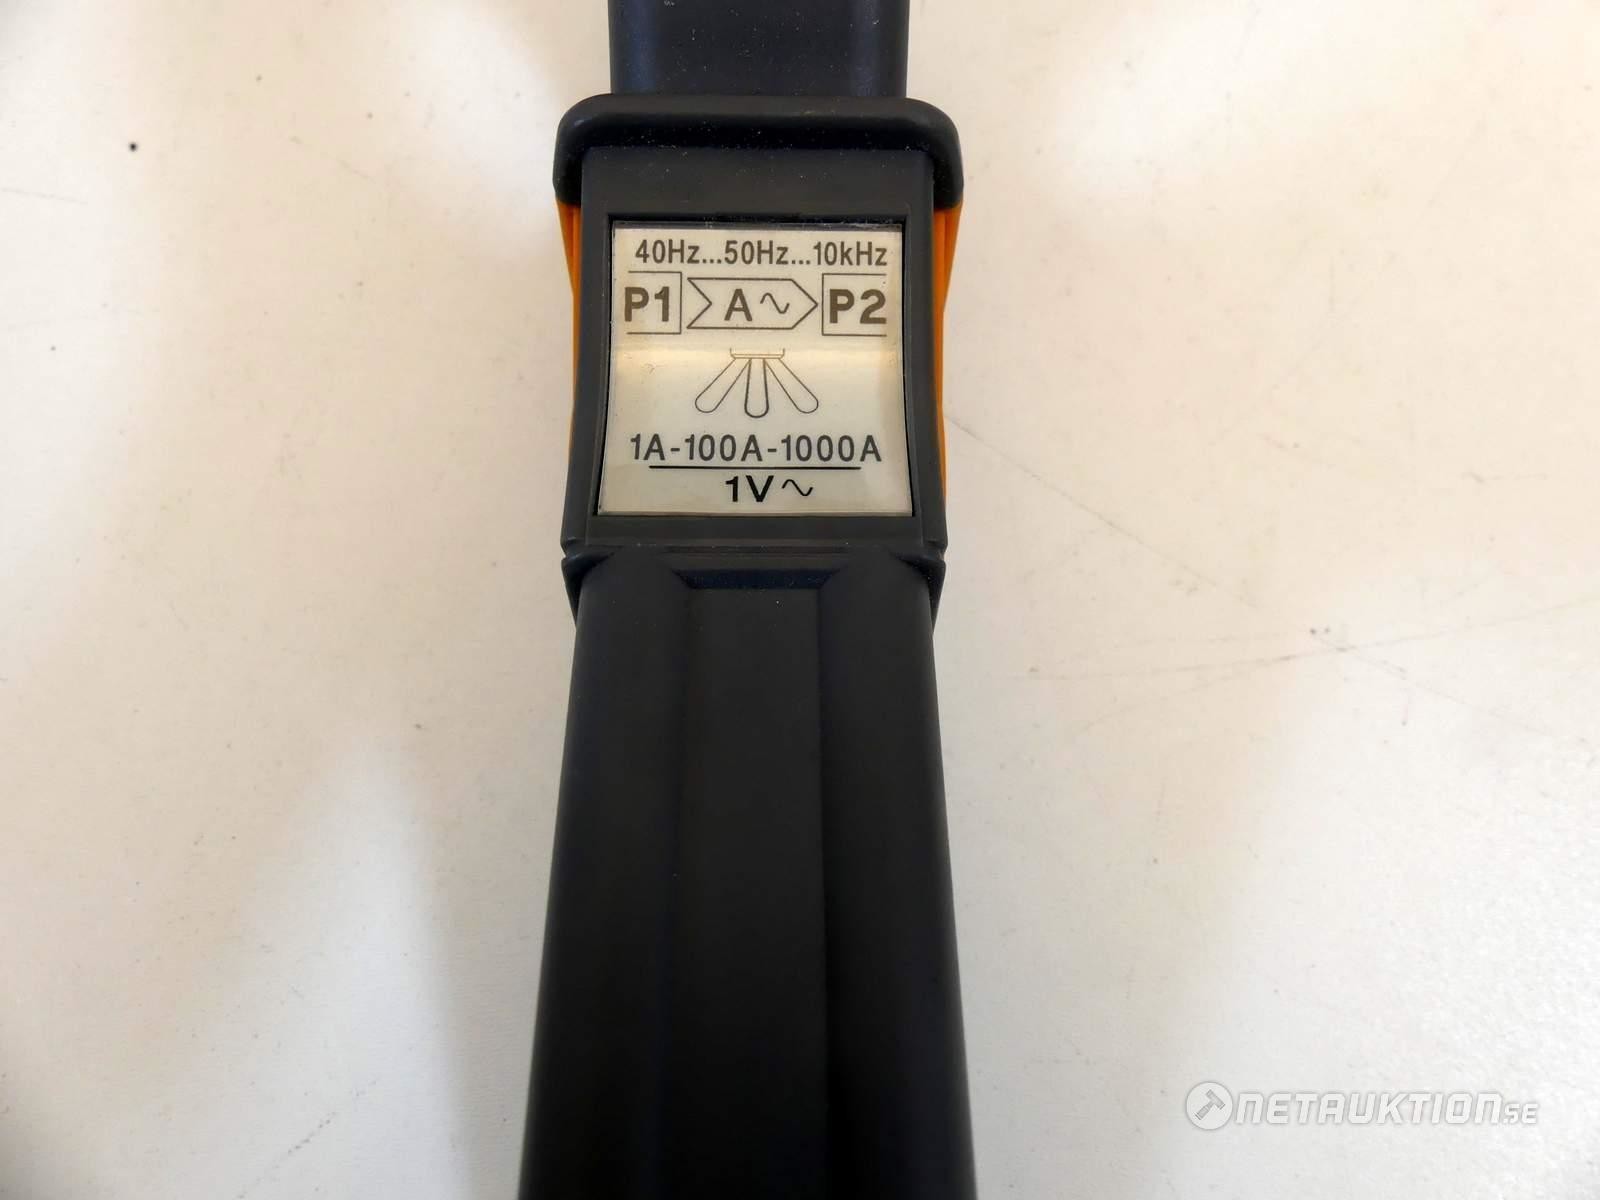 40Hz...50Hz...10kHz
P1 A∿ P2
1A-100A-1000A
1V∿
NETAUKTION.SE